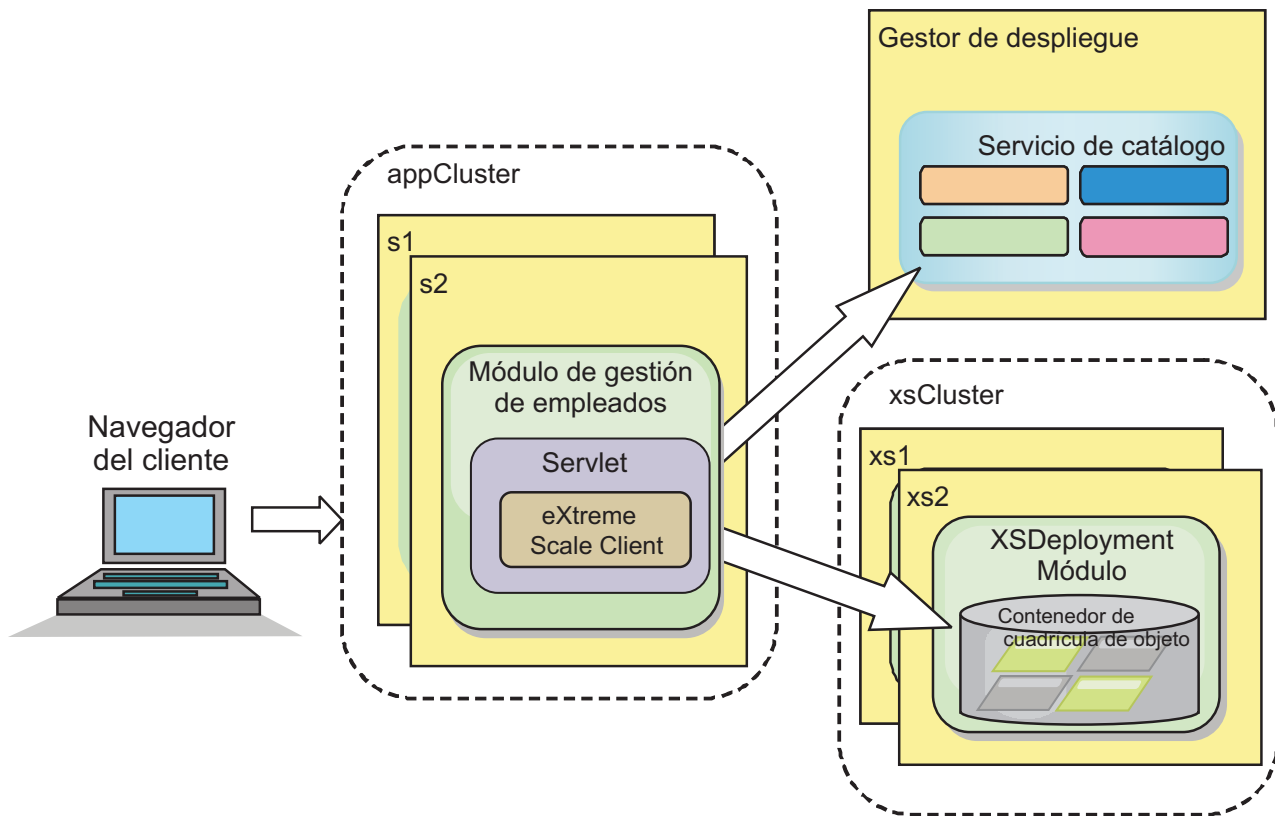 Gestor de despliegue
Servicio de catálogo
appCluster
s1
s2
Módulo de gestión
de empleados
Servlet
eXtreme
Scale Client
Navegador
del cliente
xsCluster
xs1
xs2
XSDeployment
Módulo
Contenedor de
cuadrícula de objeto